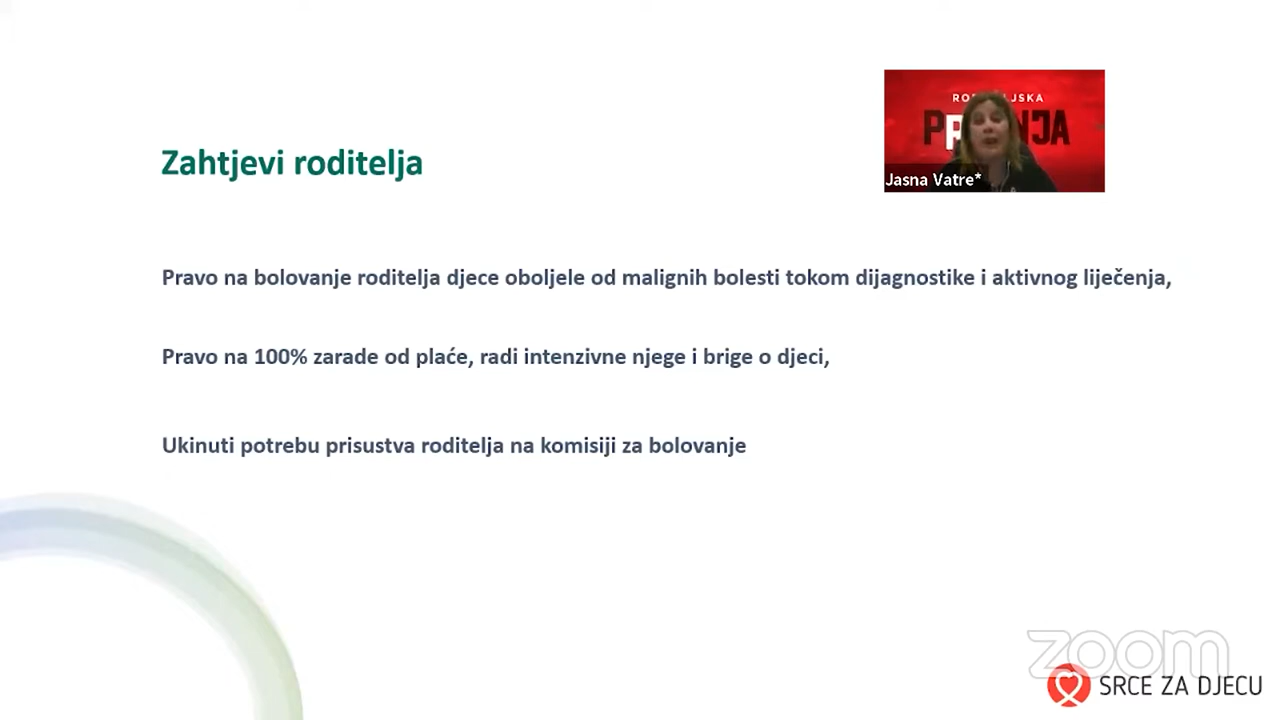 RODITELJSKA
Jasna Vatre*
Zahtjevi roditelja
Pravo na bolovanje roditelja djece oboljele od malignih bolesti tokom dijagnostike i aktivnog liječenja,
Pravo na 100% zarade od plaće, radi intenzivne njege i brige o djeci,
Ukinuti potrebu prisustva roditelja na komisiji za bolovanje
zoom
SRCE ZA DJECU